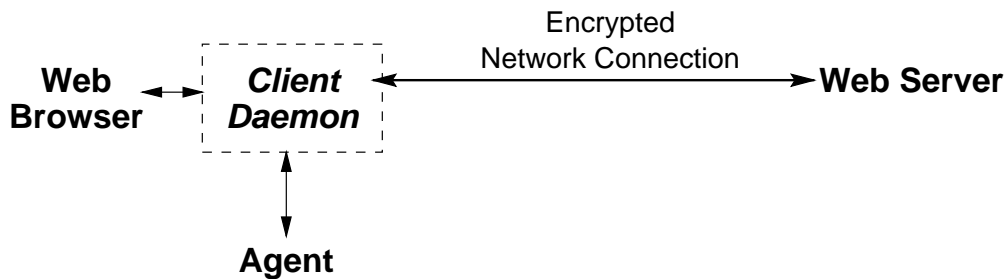 Encrypted
Network Connection
Web
Browser
Client
Daemon
Web Server
Agent